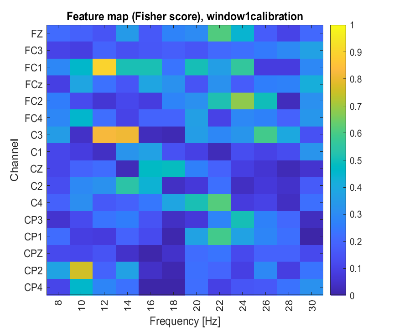 Feature map (Fisher score), window1calibration
Channel
FZ
FC3
FC1
FCz
FC2
FC4
C3
C1
CZ
C2
C4
CP3
CP1
CPZ
CP2
CP4
8 10 12 14 16 18 20 22 24 26 28 30
Frequency [Hz]
1
0.9
0.8
0.7
0.6
0.5
0.4
0.3
0.2
0.1
0